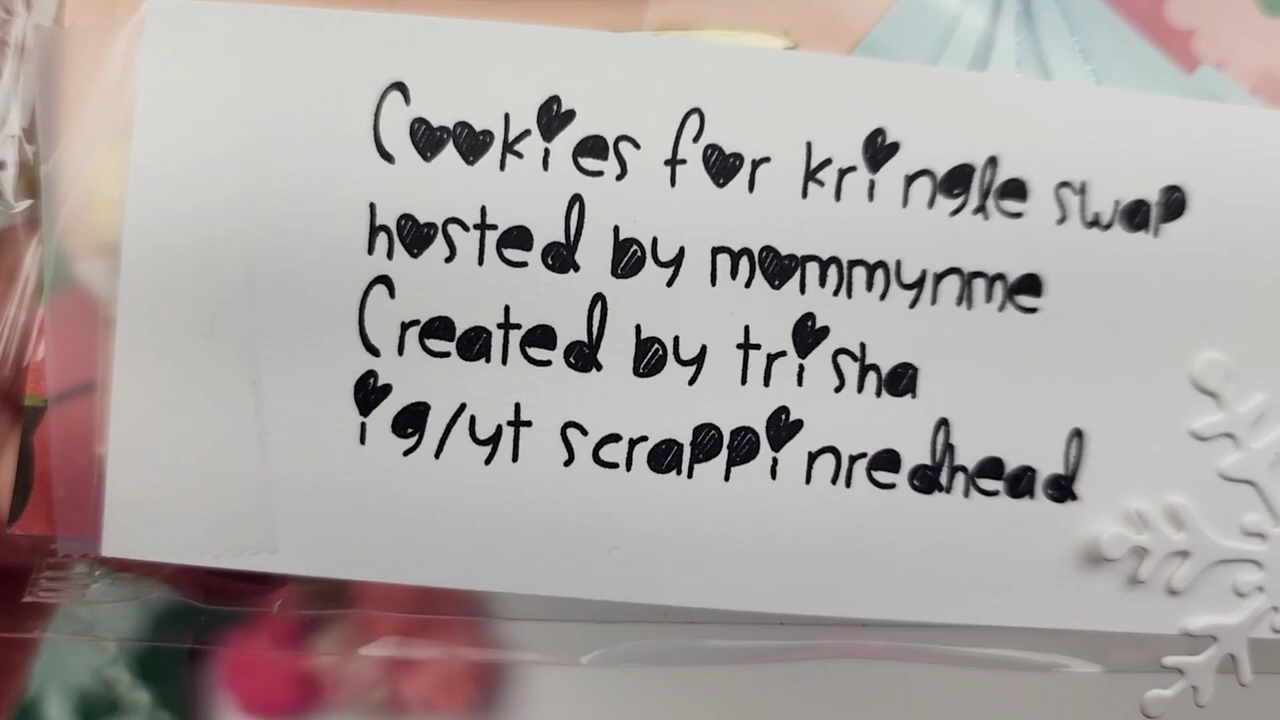 Cookies for kringle swap
hosted by mommynme
Created by trisha
ig/yt scrappinredhead